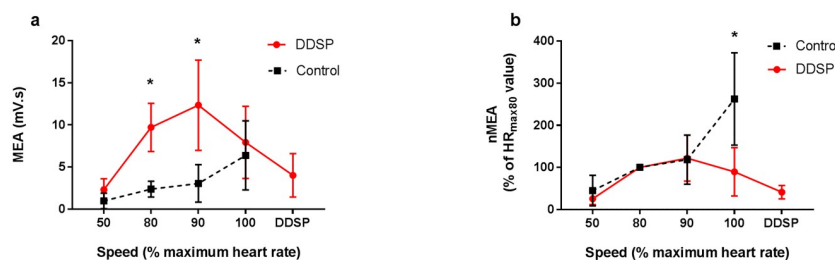 a
MEA (mV.s)
20
15
10
5
0
*
*
DDSP
Control
50 80 90 100 DDSP
Speed (% maximum heart rate)
b
nMEA
(% of HRmax80 value)
400
300
200
100
0
*
Contro
DDSP
50 80 90 100 DDSP
Speed (% maximum heart rate)